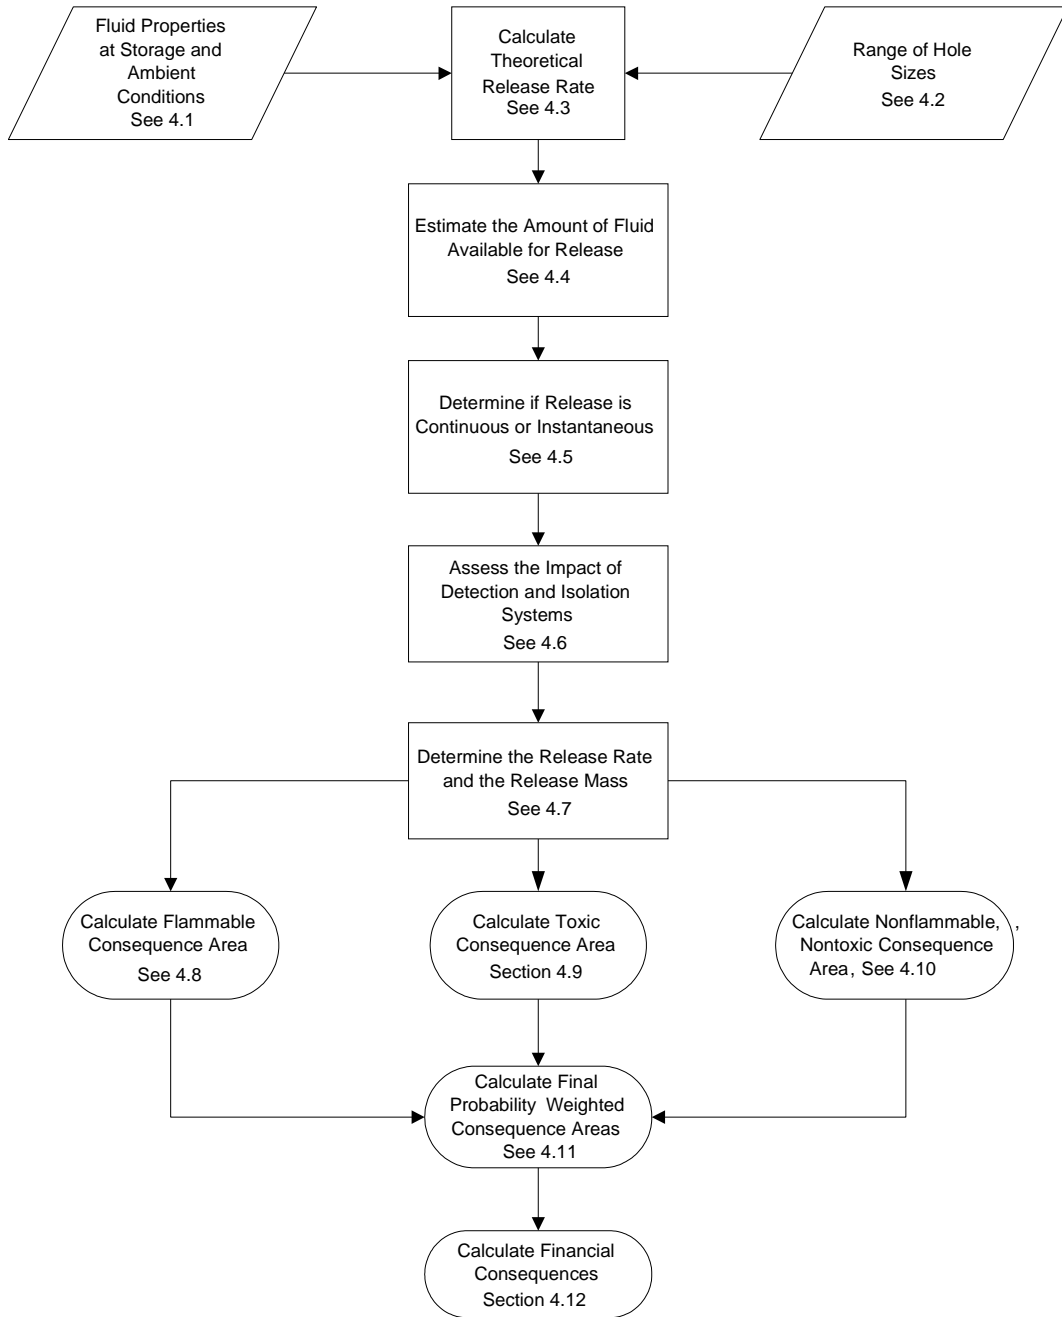 Fluid Properties
at Storage and
Ambient
Conditions
See 4.1
Calculate
Theoretical
Release Rate
See 4.3
Range of Hole
Sizes
See 4.2
Estimate the Amount of Fluid
Available for Release
See 4.4
Determine if Release is
Continuous or Instantaneous
See 4.5
Assess the Impact of
Detection and Isolation
Systems
See 4.6
Determine the Release Rate
and the Release Mass
See 4.7
Calculate Flammable
Consequence Area
See 4.8
Calculate Toxic
Consequence Area
Section 4.9
Calculate Nonflammable, ,
Nontoxic Consequence
Area, See 4.10
Calculate Final
Probability Weighted
Consequence Areas
See 4.11
Calculate Financial
Consequences
Section 4.12